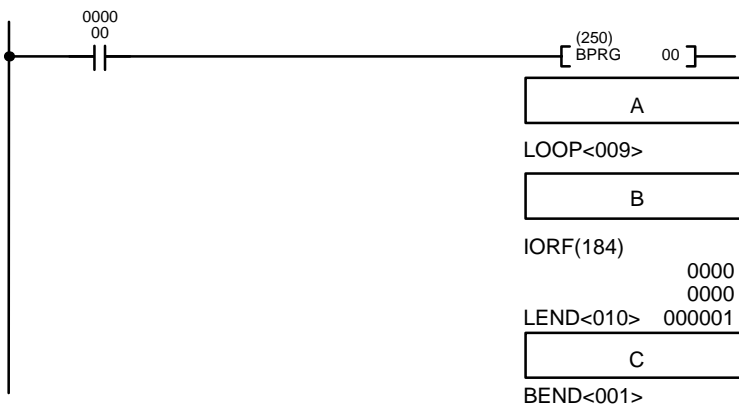 0000
00
(250)
BPRG 00
A
LOOP<009>
B
IORF(184)
0000
0000
LEND<010> 000001
C
BEND<001>